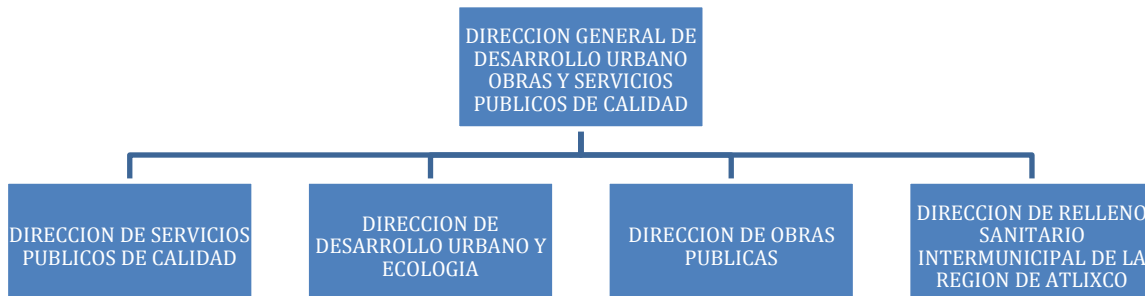 DIRECCION GENERAL DE
DESARROLLO URBANO
OBRAS Y SERVICIOS
PUBLICOS DE CALIDAD
DIRECCION DE SERVICIOS
PUBLICOS DE CALIDAD
DIRECCION DE
DESARROLLO URBANO Y
ECOLOGIA
DIRECCION DE OBRAS
PUBLICAS
DIRECCION DE RELLENO
SANITARIO
INTERMUNICIPAL DE LA
REGION DE ATLIXCO